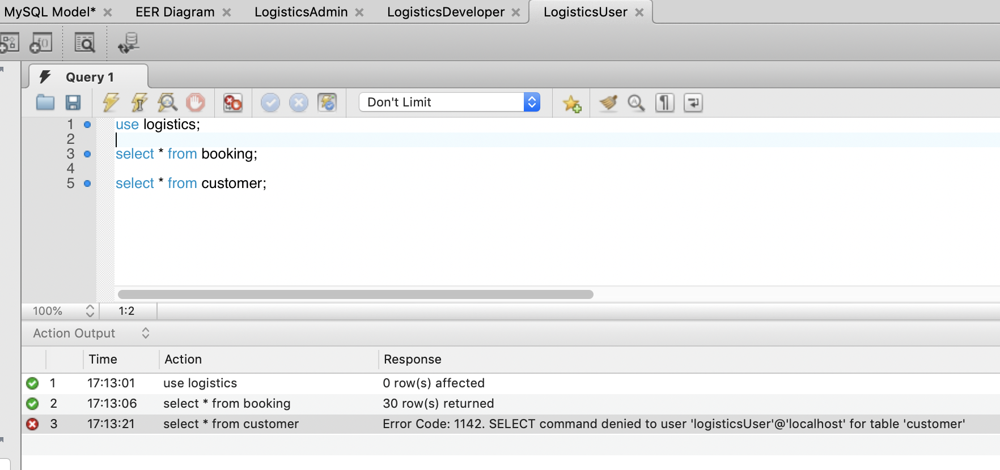 MySQL Model* EER Diagram LogisticsAdmin LogisticsDeveloper LogisticsUser
f()
Query 1
Don't Limit
1 use logistics;
2
3 select * from booking;
4
5 select * from customer;
100% 1:2
Action Output
Time Action Response
1 17:13:01 use logistics 0 row(s) affected
2 17:13:06 select * from booking 30 row(s) returned
3 17:13:21 select * from customer Error Code: 1142. SELECT command denied to user 'logisticsUser'@'localhost' for table 'customer'